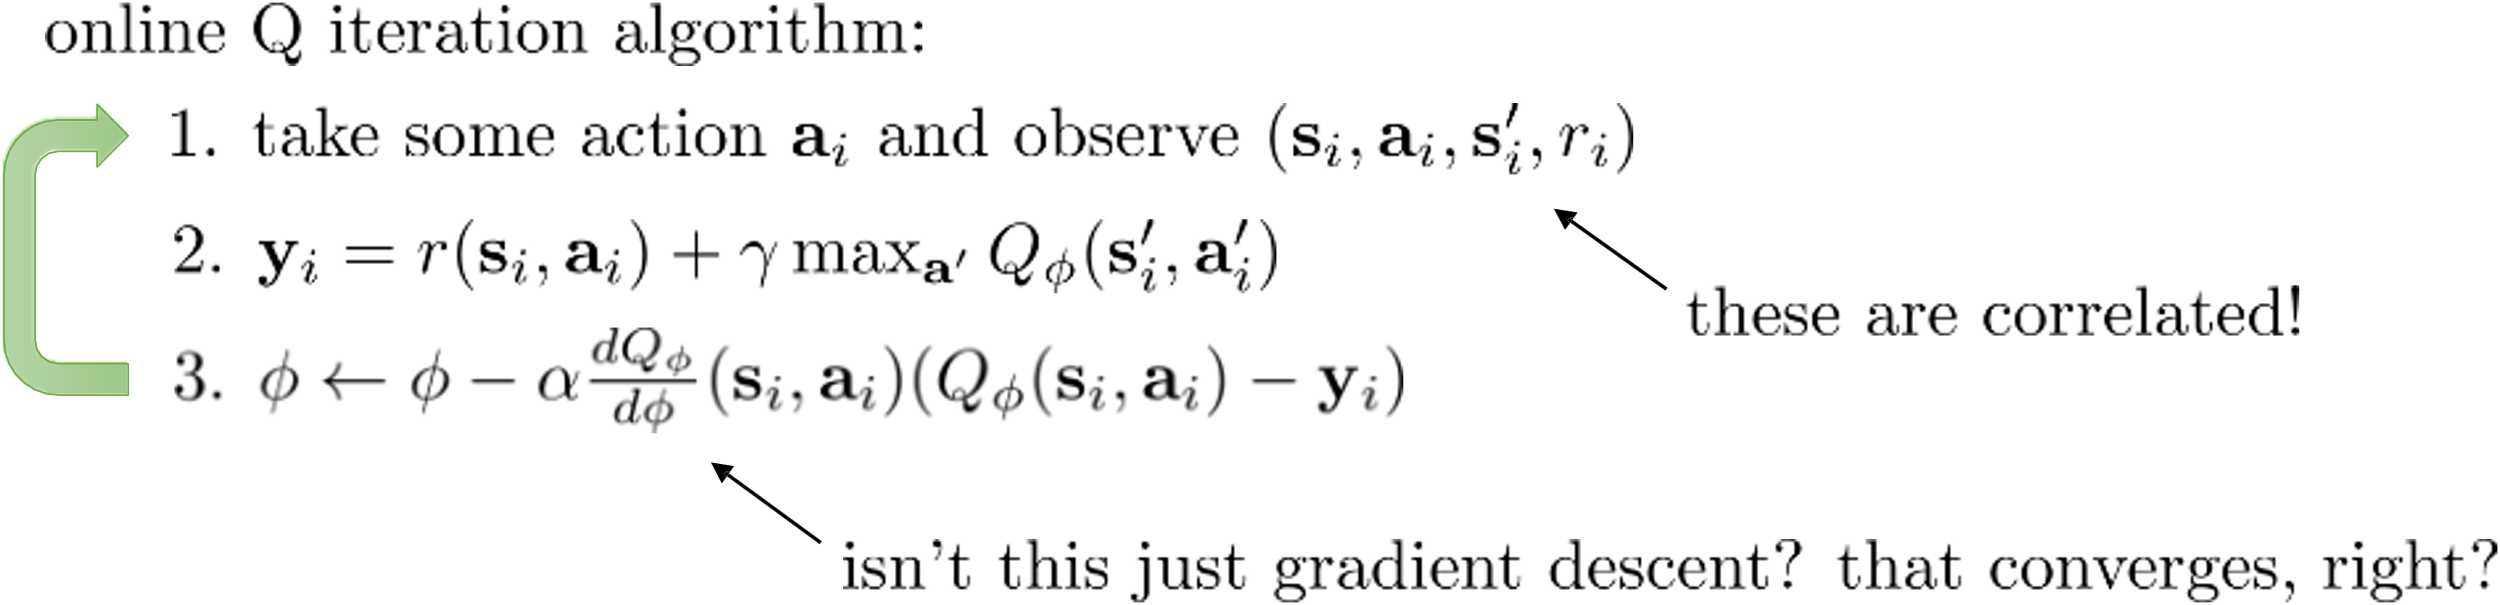 online Q iteration algorithm:
1. take some action 𝐚ᵢ and observe (𝐬ᵢ, 𝐚ᵢ, 𝐬′ᵢ, rᵢ)
2. 𝐲ᵢ = r(𝐬ᵢ, 𝐚ᵢ) + γ max_𝐚′ Q_ϕ(𝐬′ᵢ, 𝐚′ᵢ)
these are correlated!
3. ϕ ← ϕ − α dQ_ϕ/dϕ (𝐬ᵢ, 𝐚ᵢ)(Q_ϕ(𝐬ᵢ, 𝐚ᵢ) − 𝐲ᵢ)
isn't this just gradient descent? that converges, right?